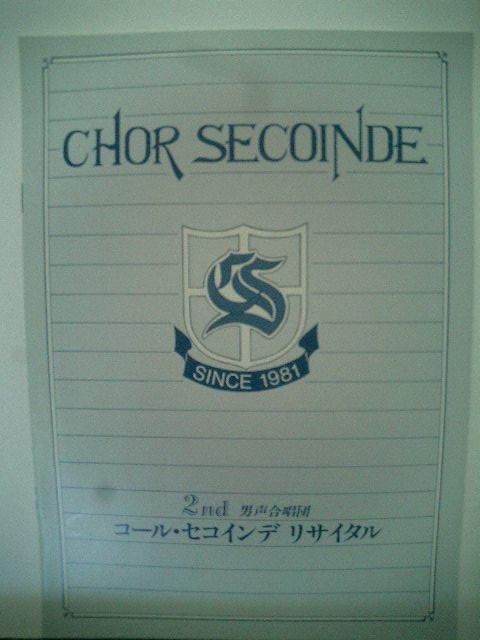 CHOR SECOINDE
CS
SINCE 1981
2nd 男声合唱団
コール・セコインデ リサイタル